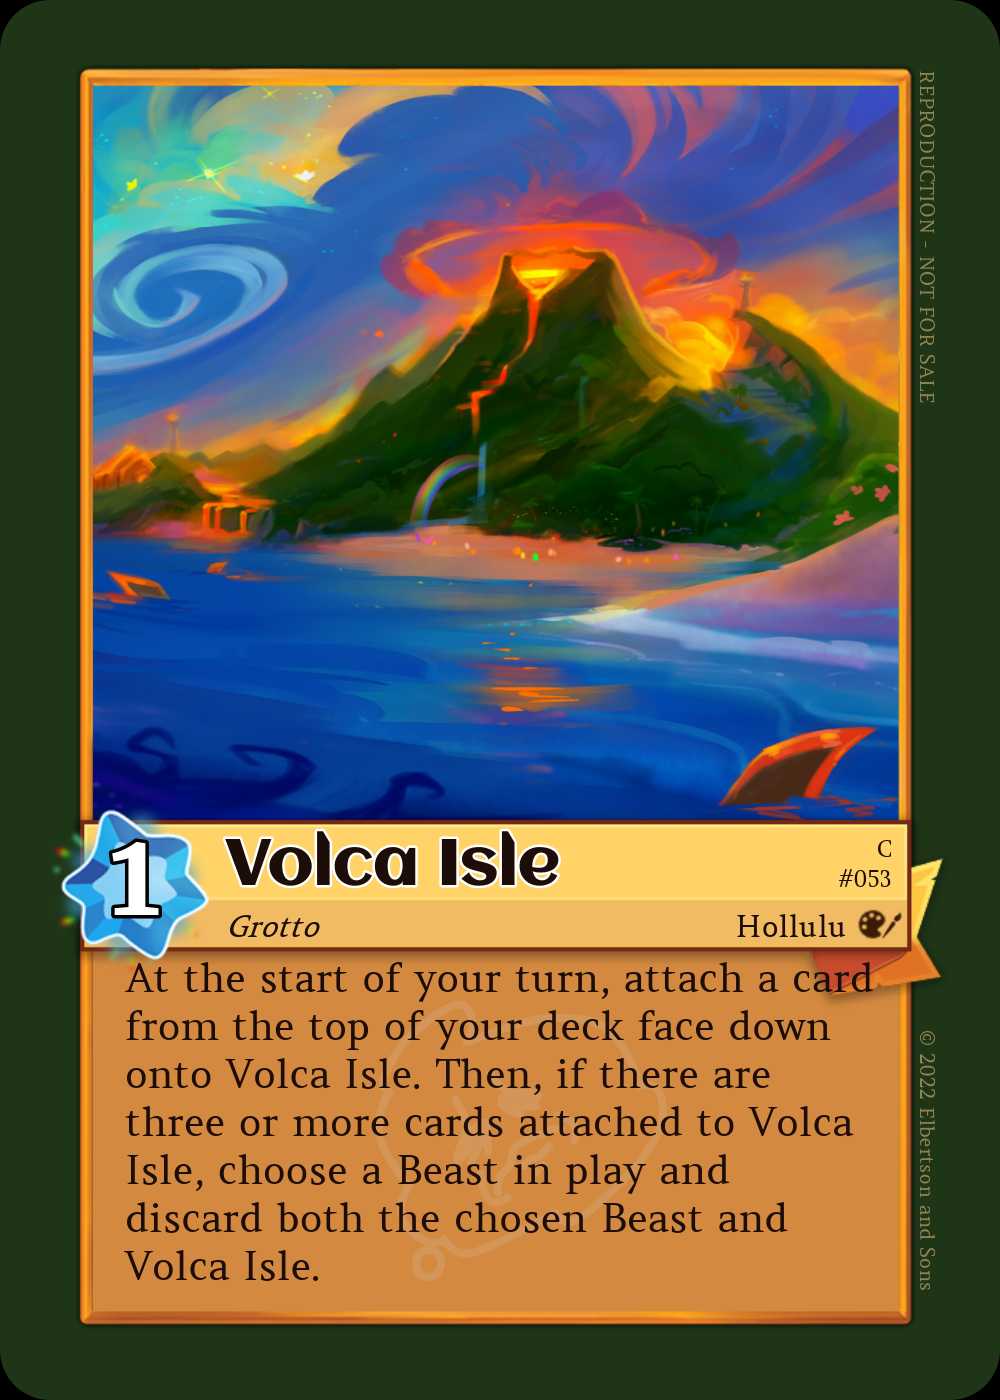 REPRODUCTION - NOT FOR SALE
1
Volca Isle
C
#053
Grotto
Hollulu
At the start of your turn, attach a card
from the top of your deck face down
onto Volca Isle. Then, if there are
three or more cards attached to Volca
Isle, choose a Beast in play and
discard both the chosen Beast and
Volca Isle.
© 2022 Elbertson and Sons